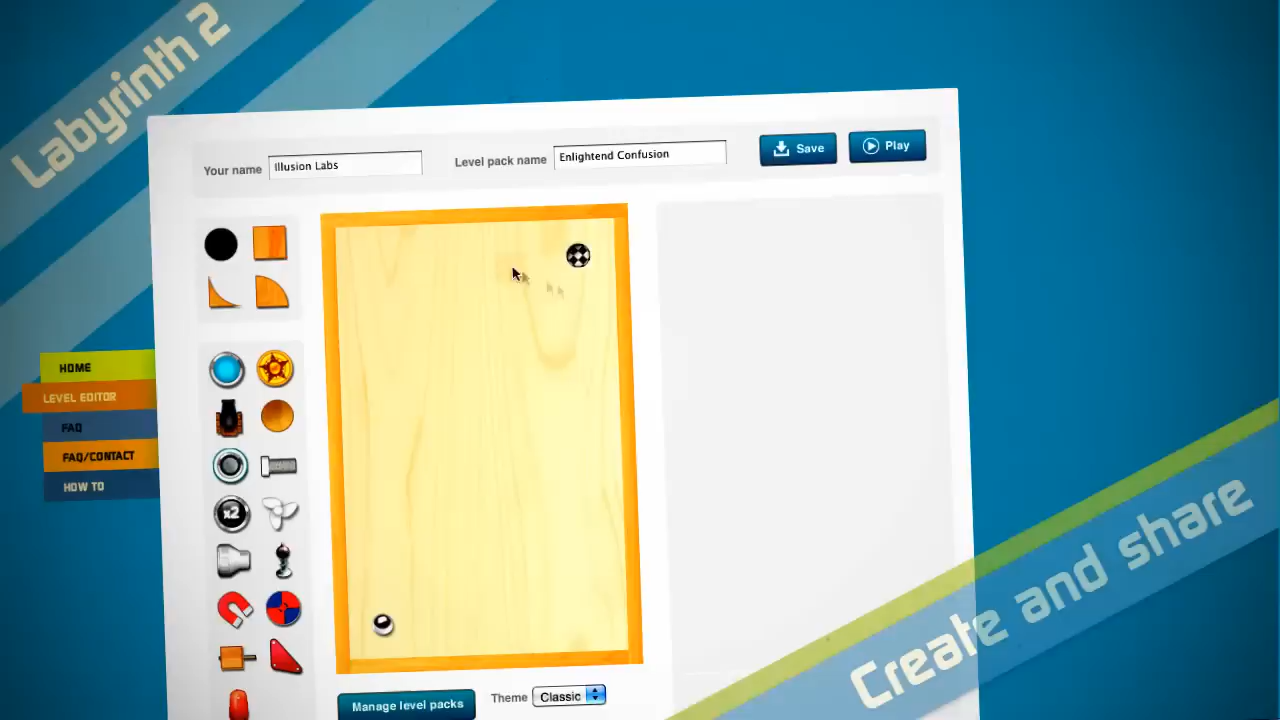 Labyrinth 2
Your name
Illusion Labs
Level pack name
Enlightend Confusion
Save
Play
HOME
LEVEL EDITOR
FAQ
FAQ/CONTACT
HOW TO
x2
Manage level packs
Theme
Classic
Create and share